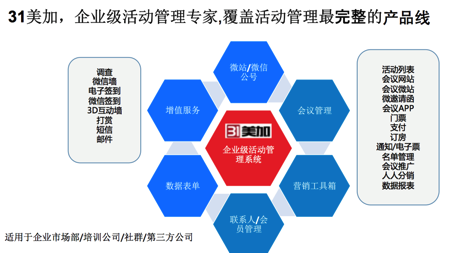 31美加，企业级活动管理专家,覆盖活动管理最完整的产品线
调查
微信墙
电子签到
微信签到
3D互动墙
打赏
短信
邮件
微站/微信
公号
增值服务
会议管理
31美加
企业级活动管
理系统
数据表单
营销工具箱
联系人/会
员管理
活动列表
会议网站
会议微站
微邀请函
会议APP
门票
支付
订房
通知/电子票
名单管理
会议推广
人人分销
数据报表
适用于企业市场部/培训公司/社群/第三方公司